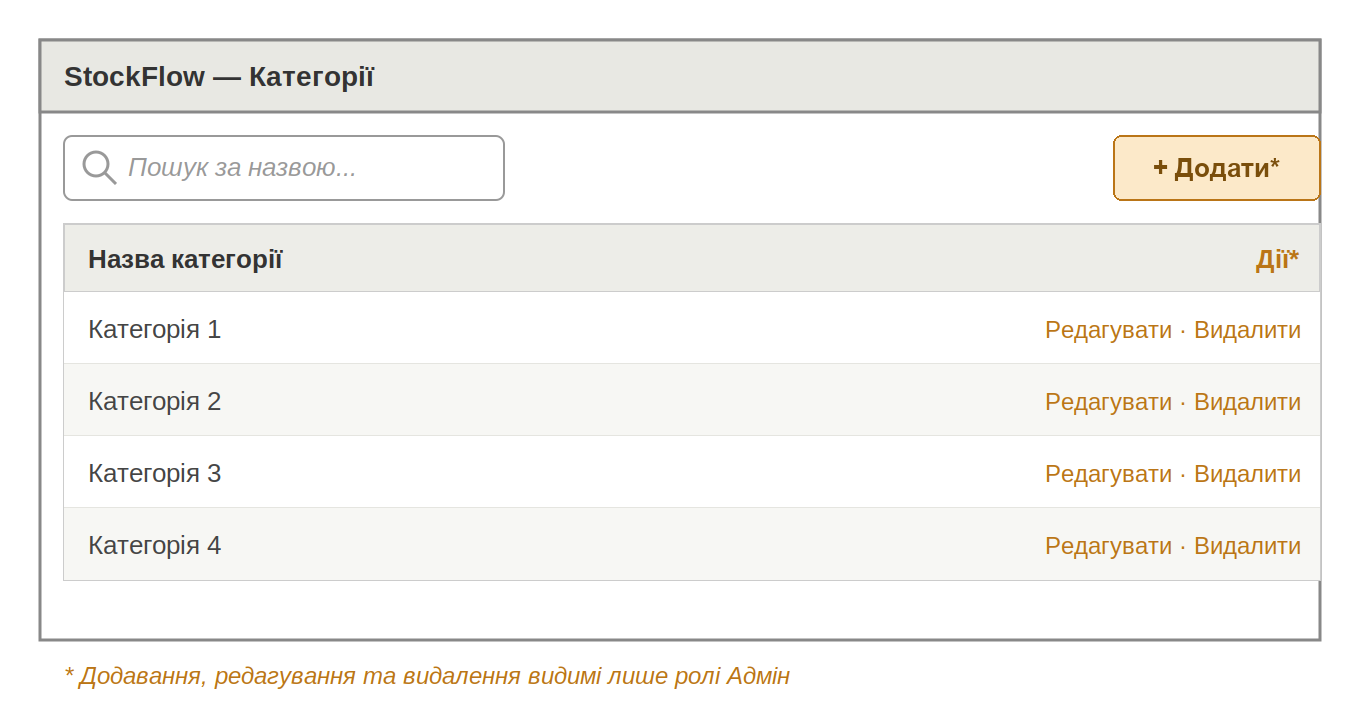 StockFlow — Категорії
Пошук за назвою...
+ Додати*
Назва категорії Дії*
Категорія 1 Редагувати · Видалити
Категорія 2 Редагувати · Видалити
Категорія 3 Редагувати · Видалити
Категорія 4 Редагувати · Видалити
* Додавання, редагування та видалення видимі лише ролі Адмін